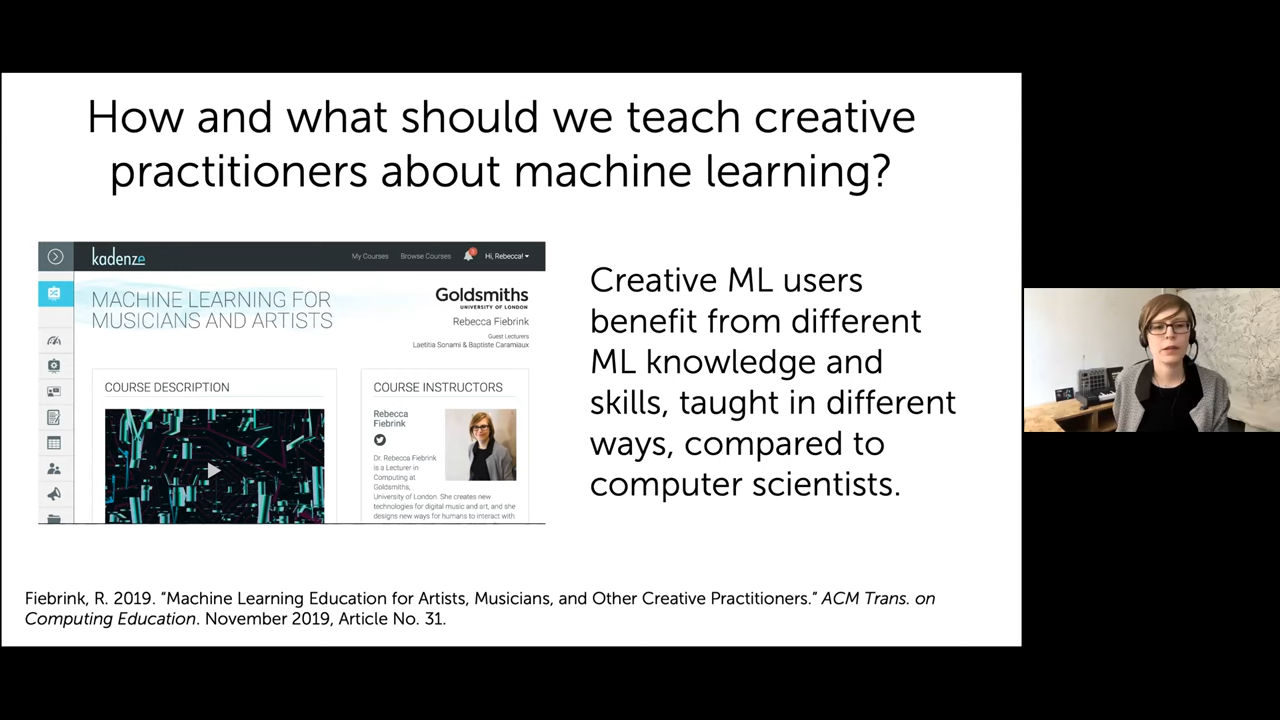 How and what should we teach creative
practitioners about machine learning?
kadenze
My Courses
Browse Courses
Hi, Rebecca!
MACHINE LEARNING FOR
MUSICIANS AND ARTISTS
Goldsmiths
UNIVERSITY OF LONDON
Rebecca Fiebrink
Guest Lecturers
Laetitia Sonami & Baptiste Caramiaux
COURSE DESCRIPTION
COURSE INSTRUCTORS
Rebecca
Fiebrink
Dr. Rebecca Fiebrink
is a Lecturer in
Computing at
Goldsmiths,
University of London. She creates new
technologies for digital music and art, and she
designs new ways for humans to interact with
Creative ML users
benefit from different
ML knowledge and
skills, taught in different
ways, compared to
computer scientists.
Fiebrink, R. 2019. “Machine Learning Education for Artists, Musicians, and Other Creative Practitioners.” ACM Trans. on
Computing Education. November 2019, Article No. 31.